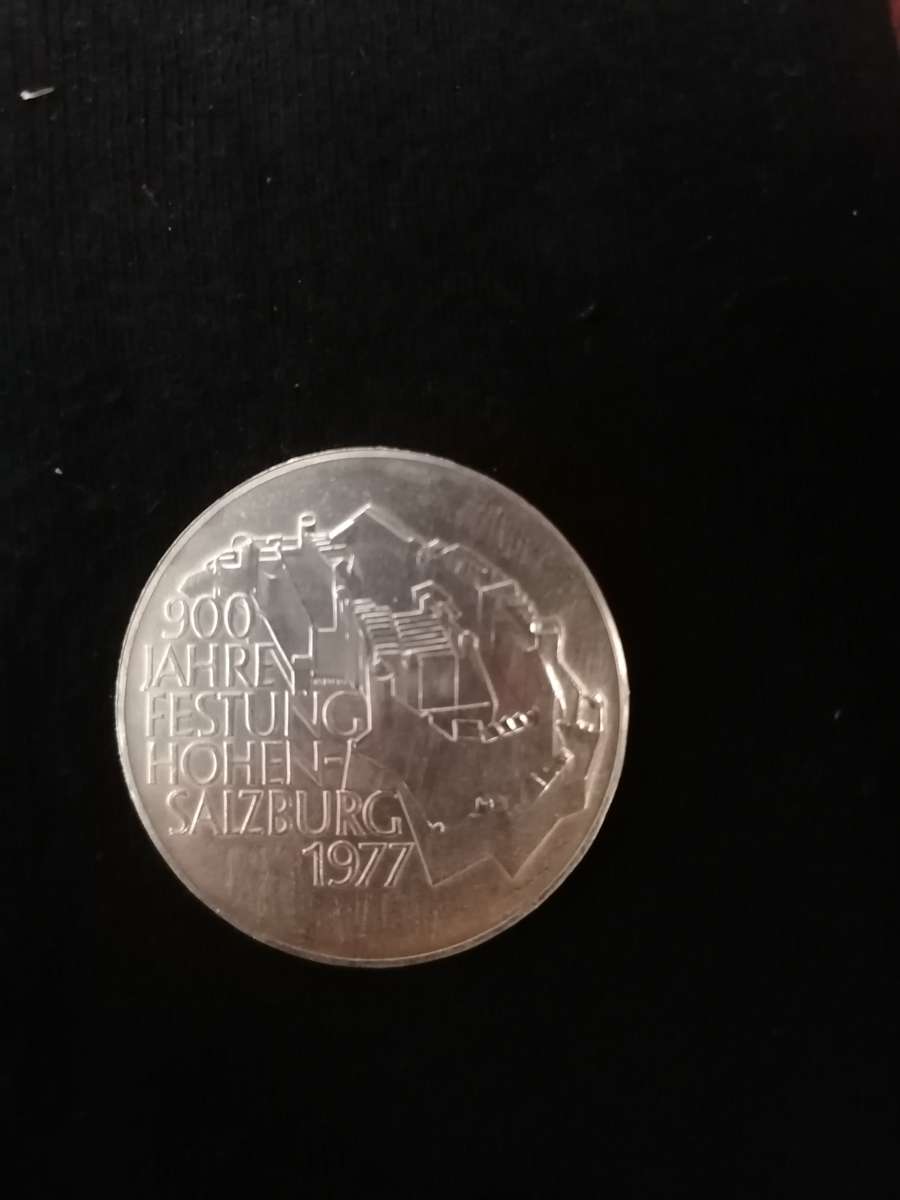 900
JAHRE
FESTUNG
HOHEN-
SALZBURG
1977